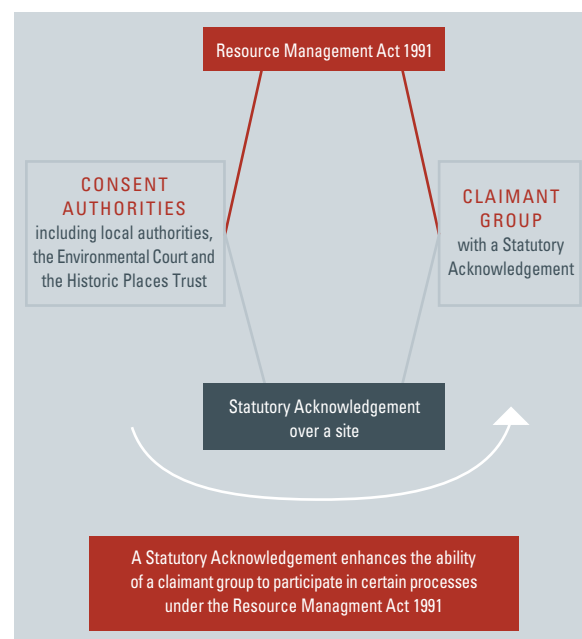 Resource Management Act 1991
CONSENT
AUTHORITIES
including local authorities,
the Environmental Court and
the Historic Places Trust
CLAIMANT
GROUP
with a Statutory
Acknowledgement
Statutory Acknowledgement
over a site
A Statutory Acknowledgement enhances the ability
of a claimant group to participate in certain processes
under the Resource Managment Act 1991